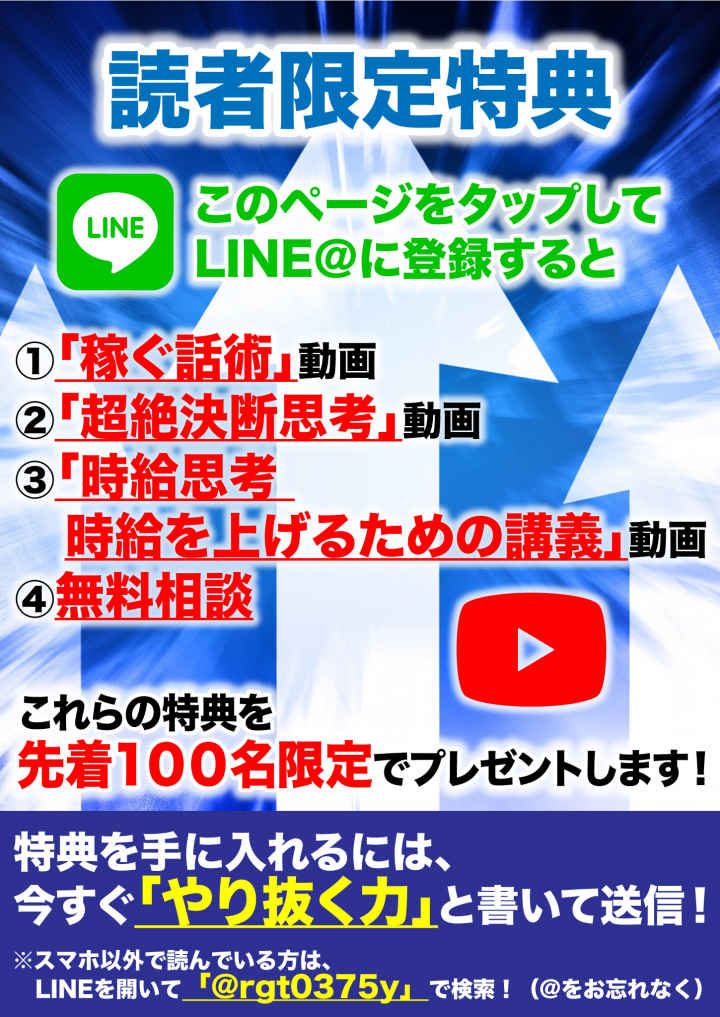 読者限定特典
LINE
このページをタップして
LINE@に登録すると
①「稼ぐ話術」動画
②「超絶決断思考」動画
③「時給思考
時給を上げるための講義」動画
④無料相談
これらの特典を
先着100名限定でプレゼントします！
特典を手に入れるには、
今すぐ「やり抜く力」と書いて送信！
※スマホ以外で読んでいる方は、
LINEを開いて「@rgt0375y」で検索！（@をお忘れなく）